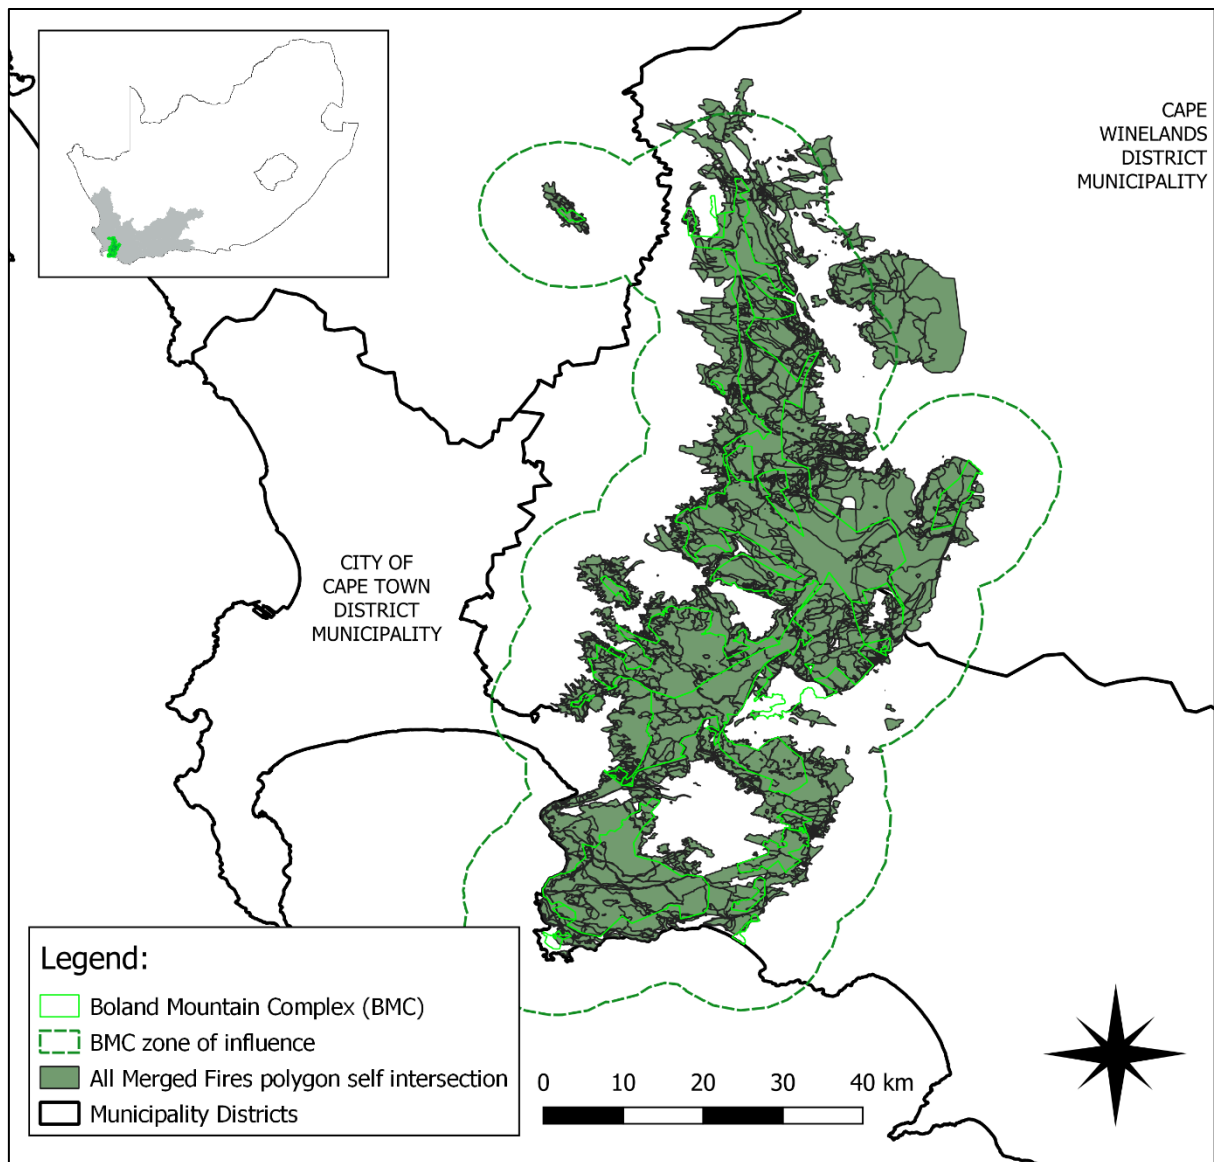 CAPE
WINELANDS
DISTRICT
MUNICIPALITY
CITY OF
CAPE TOWN
DISTRICT
MUNICIPALITY
Legend:
Boland Mountain Complex (BMC)
BMC zone of influence
All Merged Fires polygon self intersection
Municipality Districts
0 10 20 30 40 km